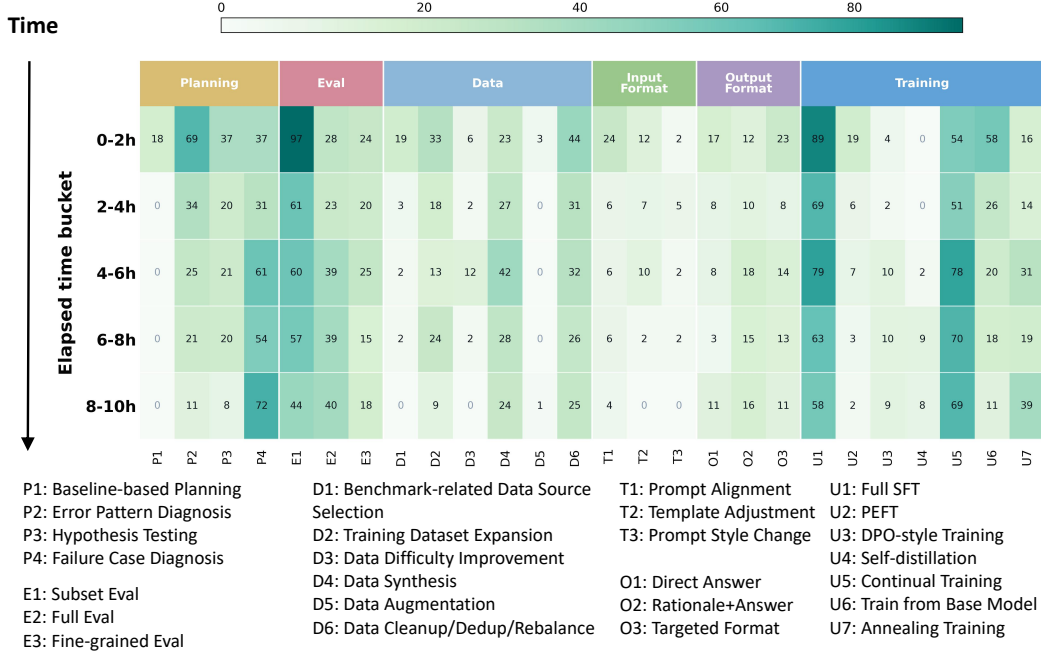 0 20 40 60 80
Time
Planning Eval Data Input Format Output Format Training
Elapsed time bucket
0-2h 18 69 37 37 97 28 24 19 33 6 23 3 44 24 12 2 17 12 23 89 19 4 0 54 58 16
2-4h 0 34 20 31 61 23 20 3 18 2 27 0 31 6 7 5 8 10 8 69 6 2 0 51 26 14
4-6h 0 25 21 61 60 39 25 2 13 12 42 0 32 6 10 2 8 18 14 79 7 10 2 78 20 31
6-8h 0 21 20 54 57 39 15 2 24 2 28 0 26 6 2 2 3 15 13 63 3 10 9 70 18 19
8-10h 0 11 8 72 44 40 18 0 9 0 24 1 25 4 0 0 11 16 11 58 2 9 8 69 11 39
P1 P2 P3 P4 E1 E2 E3 D1 D2 D3 D4 D5 D6 T1 T2 T3 O1 O2 O3 U1 U2 U3 U4 U5 U6 U7
P1: Baseline-based Planning
P2: Error Pattern Diagnosis
P3: Hypothesis Testing
P4: Failure Case Diagnosis
E1: Subset Eval
E2: Full Eval
E3: Fine-grained Eval
D1: Benchmark-related Data Source
Selection
D2: Training Dataset Expansion
D3: Data Difficulty Improvement
D4: Data Synthesis
D5: Data Augmentation
D6: Data Cleanup/Dedup/Rebalance
T1: Prompt Alignment
T2: Template Adjustment
T3: Prompt Style Change
O1: Direct Answer
O2: Rationale+Answer
O3: Targeted Format
U1: Full SFT
U2: PEFT
U3: DPO-style Training
U4: Self-distillation
U5: Continual Training
U6: Train from Base Model
U7: Annealing Training